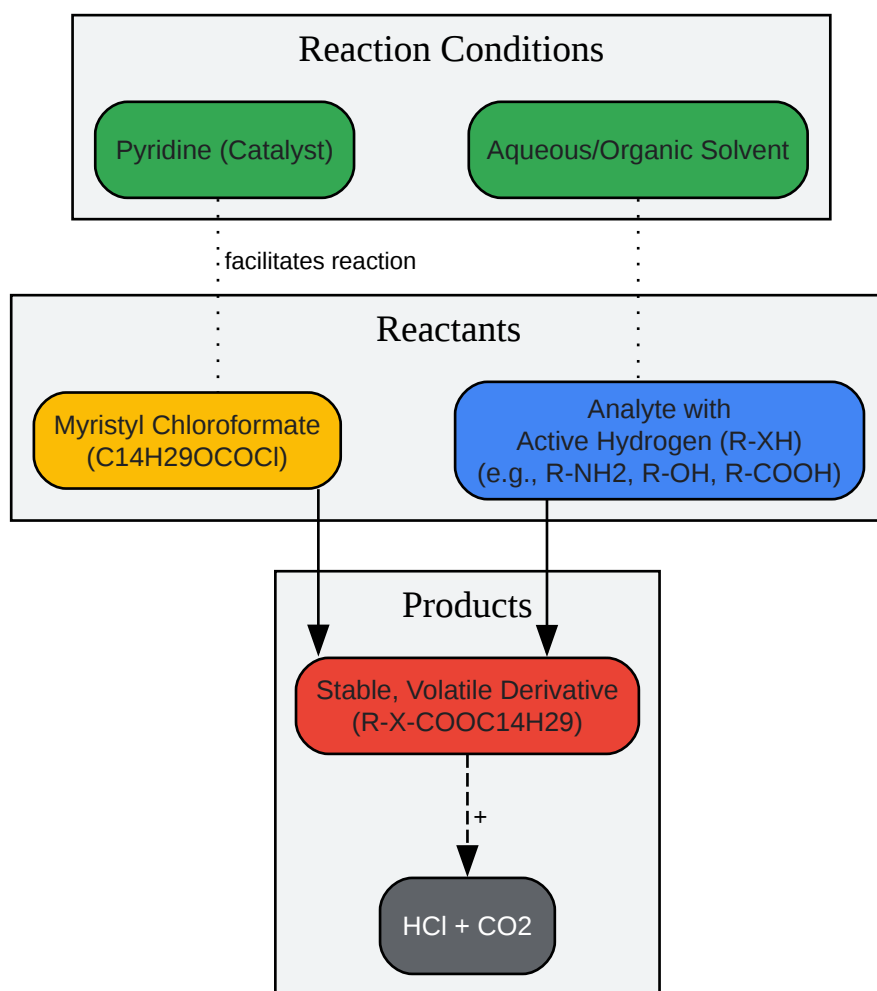 Reaction Conditions
Pyridine (Catalyst)
Aqueous/Organic Solvent
facilitates reaction
Reactants
Myristyl Chloroformate
(C14H29OCOCl)
Analyte with
Active Hydrogen (R-XH)
(e.g., R-NH2, R-OH, R-COOH)
Products
Stable, Volatile Derivative
(R-X-COOC14H29)
+
HCl + CO2